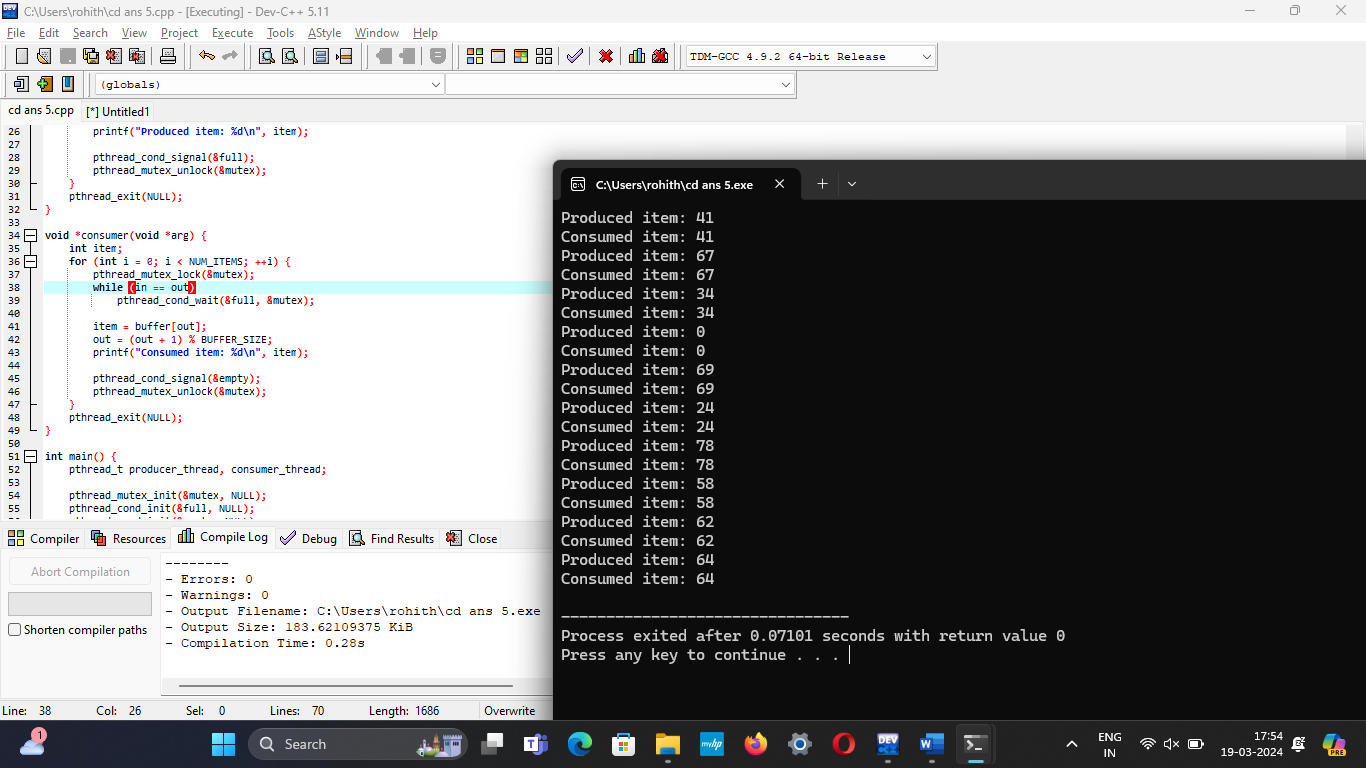 C:\Users\rohith\cd ans 5.cpp - [Executing] - Dev-C++ 5.11
File Edit Search View Project Execute Tools AStyle Window Help
TDM-GCC 4.9.2 64-bit Release
(globals)
cd ans 5.cpp [*] Untitled1
26 printf("Produced item: %d\n", item);
27
28 pthread_cond_signal(&full);
29 pthread_mutex_unlock(&mutex);
30 }
31 pthread_exit(NULL);
32 }
33
34 void *consumer(void *arg) {
35 int item;
36 for (int i = 0; i < NUM_ITEMS; ++i) {
37 pthread_mutex_lock(&mutex);
38 while (in == out)
39 pthread_cond_wait(&full, &mutex);
40
41 item = buffer[out];
42 out = (out + 1) % BUFFER_SIZE;
43 printf("Consumed item: %d\n", item);
44
45 pthread_cond_signal(&empty);
46 pthread_mutex_unlock(&mutex);
47 }
48 pthread_exit(NULL);
49 }
50
51 int main() {
52 pthread_t producer_thread, consumer_thread;
53
54 pthread_mutex_init(&mutex, NULL);
55 pthread_cond_init(&full, NULL);
C:\Users\rohith\cd ans 5.exe
Produced item: 41
Consumed item: 41
Produced item: 67
Consumed item: 67
Produced item: 34
Consumed item: 34
Produced item: 0
Consumed item: 0
Produced item: 69
Consumed item: 69
Produced item: 24
Consumed item: 24
Produced item: 78
Consumed item: 78
Produced item: 58
Consumed item: 58
Produced item: 62
Consumed item: 62
Produced item: 64
Consumed item: 64
--------------------------------
Process exited after 0.07101 seconds with return value 0
Press any key to continue . . .
Compiler Resources Compile Log Debug Find Results Close
Abort Compilation
Shorten compiler paths
--------
- Errors: 0
- Warnings: 0
- Output Filename: C:\Users\rohith\cd ans 5.exe
- Output Size: 183.62109375 KiB
- Compilation Time: 0.28s
Line: 38 Col: 26 Sel: 0 Lines: 70 Length: 1686 Overwrite
1
Search
myhp
DEV
ENG
IN
17:54
19-03-2024
PRE